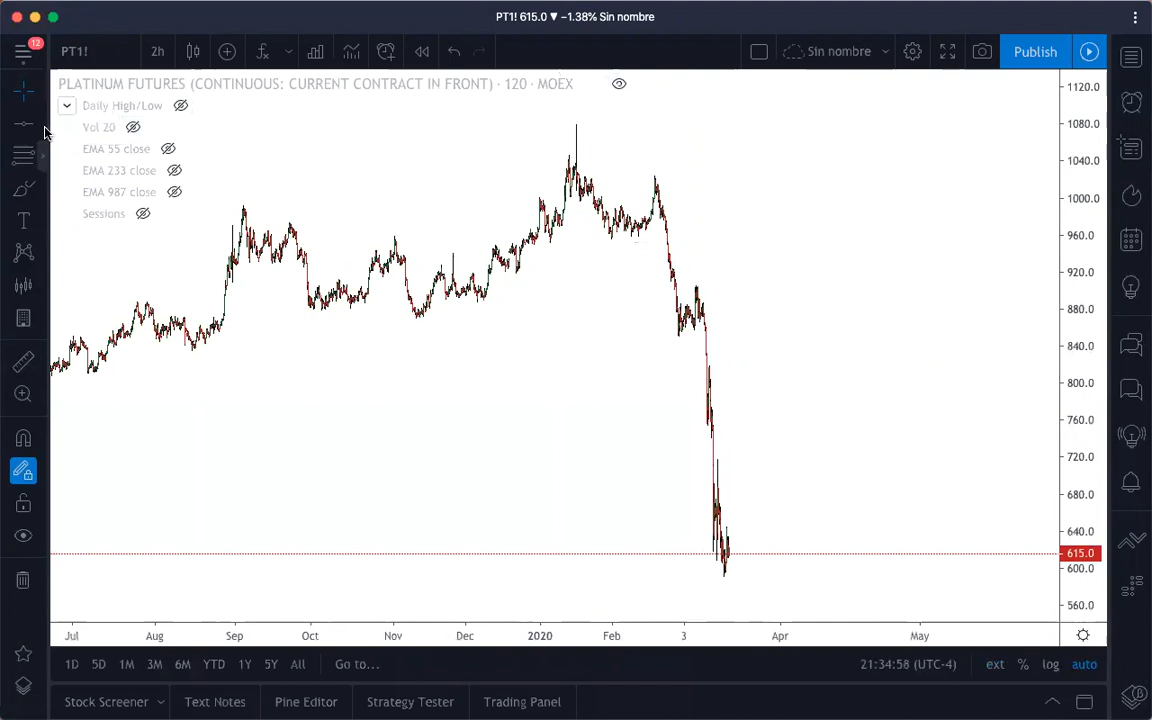 PT1! 615.0 ▼ −1.38% Sin nombre
12
PT1!
2h
Sin nombre
Publish
PLATINUM FUTURES (CONTINUOUS: CURRENT CONTRACT IN FRONT) · 120 · MOEX
Daily High/Low
Vol 20
EMA 55 close
EMA 233 close
EMA 987 close
Sessions
1120.0
1080.0
1040.0
1000.0
960.0
920.0
880.0
840.0
800.0
760.0
720.0
680.0
640.0
615.0
600.0
560.0
Jul Aug Sep Oct Nov Dec 2020 Feb 3 Apr May
1D 5D 1M 3M 6M YTD 1Y 5Y All Go to... 21:34:58 (UTC-4) ext % log auto
Stock Screener Text Notes Pine Editor Strategy Tester Trading Panel